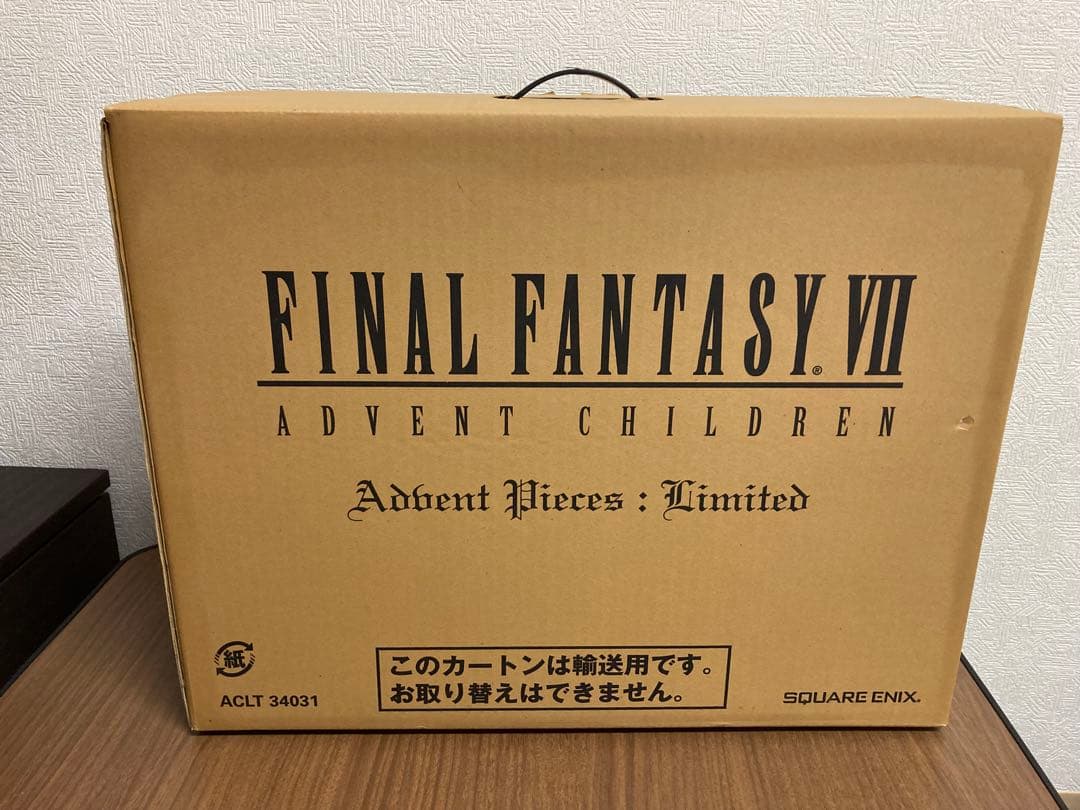 FINAL FANTASY® VII
ADVENT CHILDREN
Advent Pieces : Limited
紙
ACLT 34031
このカートンは輸送用です。
お取り替えはできません。
SQUARE ENIX.